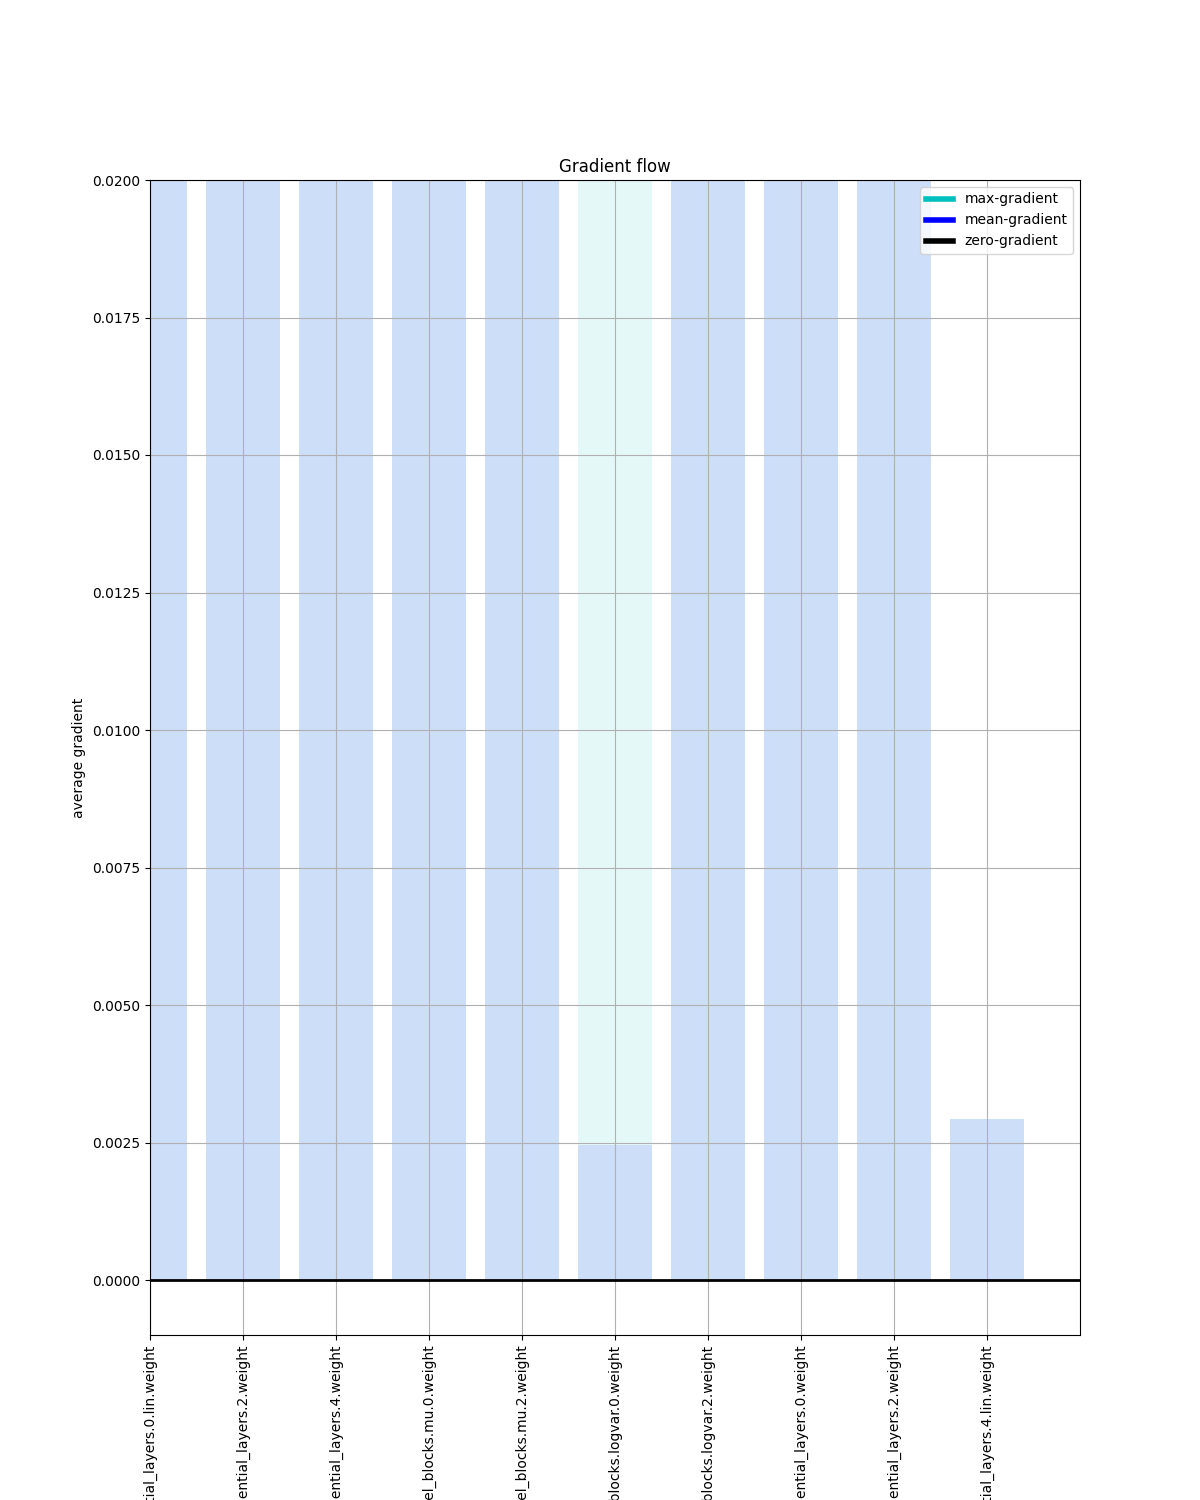 Gradient flow
0.0200
0.0175
0.0150
0.0125
0.0100
0.0075
0.0050
0.0025
0.0000
average gradient
max-gradient
mean-gradient
zero-gradient
tial_layers.0.lin.weight
ential_layers.2.weight
ential_layers.4.weight
el_blocks.mu.0.weight
el_blocks.mu.2.weight
blocks.logvar.0.weight
blocks.logvar.2.weight
ential_layers.0.weight
ential_layers.2.weight
tial_layers.4.lin.weight